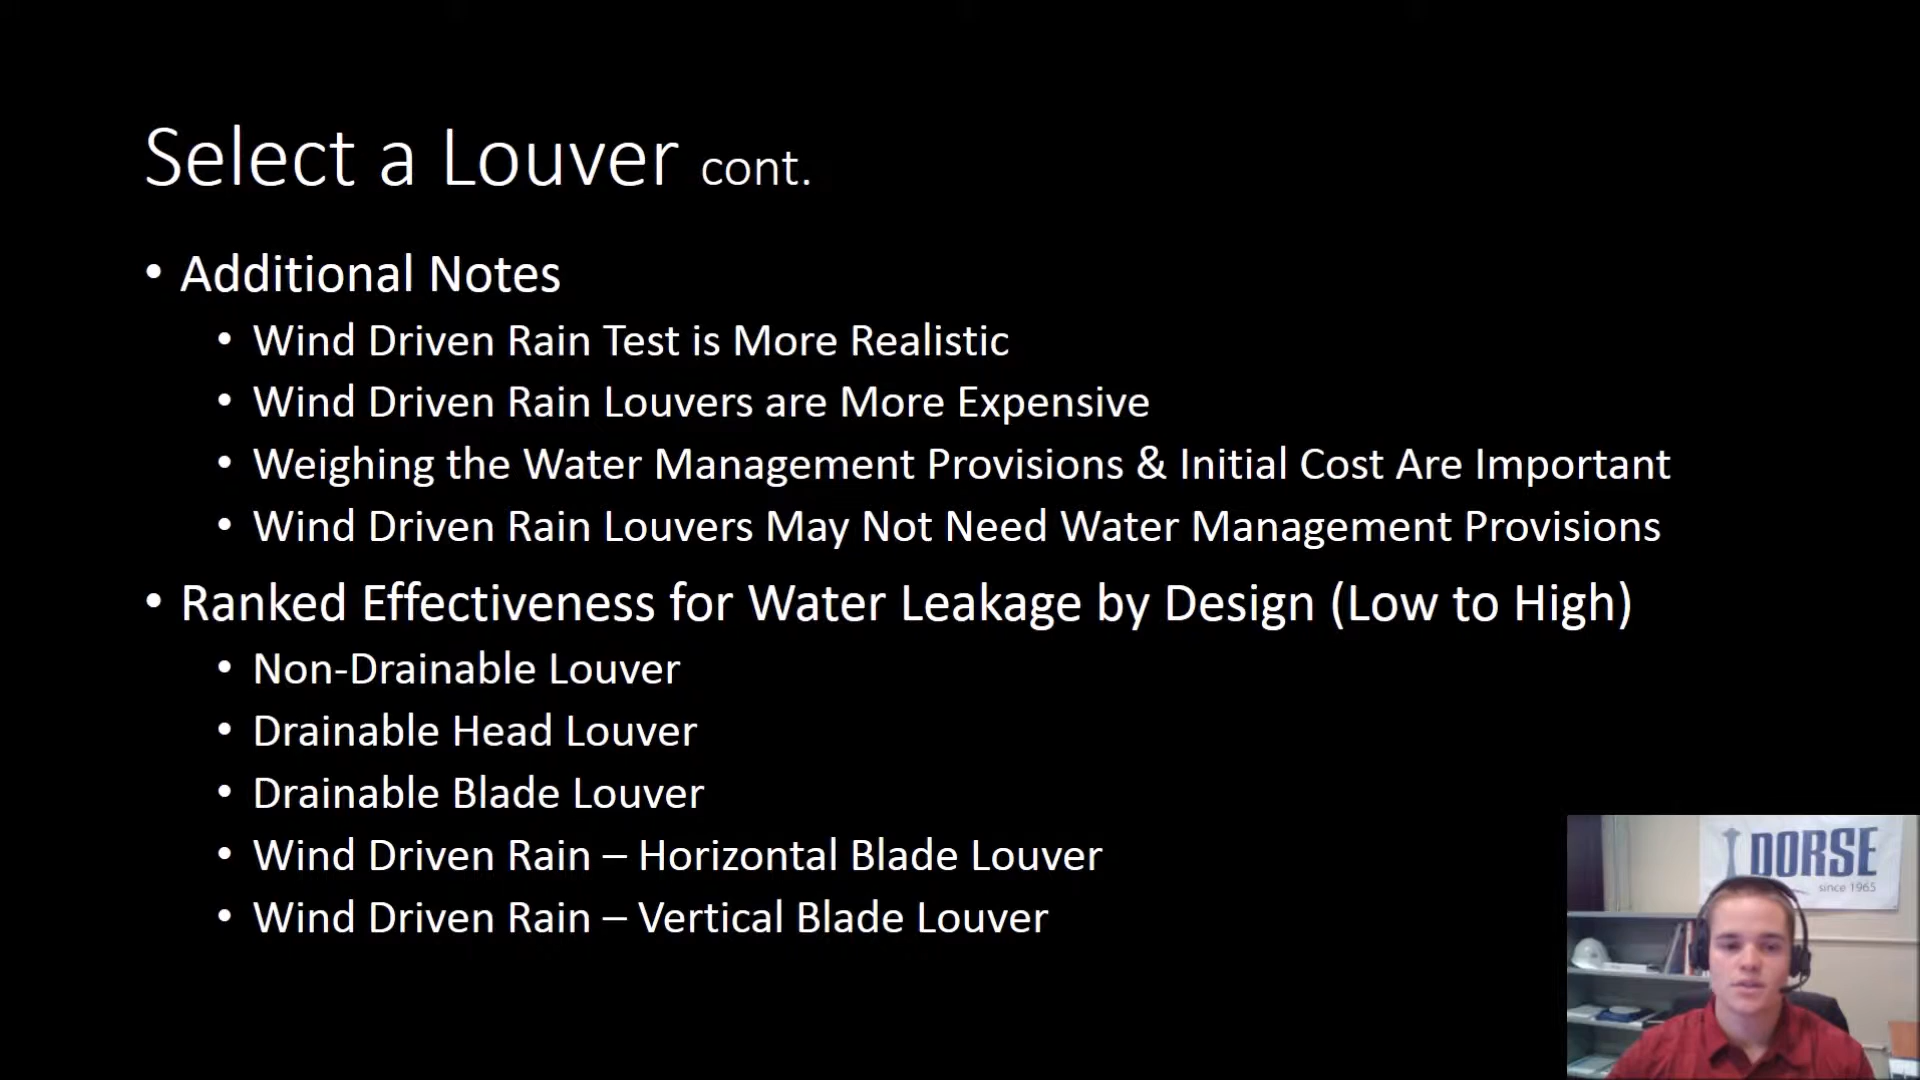 Select a Louver cont.
• Additional Notes
• Wind Driven Rain Test is More Realistic
• Wind Driven Rain Louvers are More Expensive
• Weighing the Water Management Provisions & Initial Cost Are Important
• Wind Driven Rain Louvers May Not Need Water Management Provisions
• Ranked Effectiveness for Water Leakage by Design (Low to High)
• Non-Drainable Louver
• Drainable Head Louver
• Drainable Blade Louver
• Wind Driven Rain – Horizontal Blade Louver
• Wind Driven Rain – Vertical Blade Louver
DORSE
since 1965